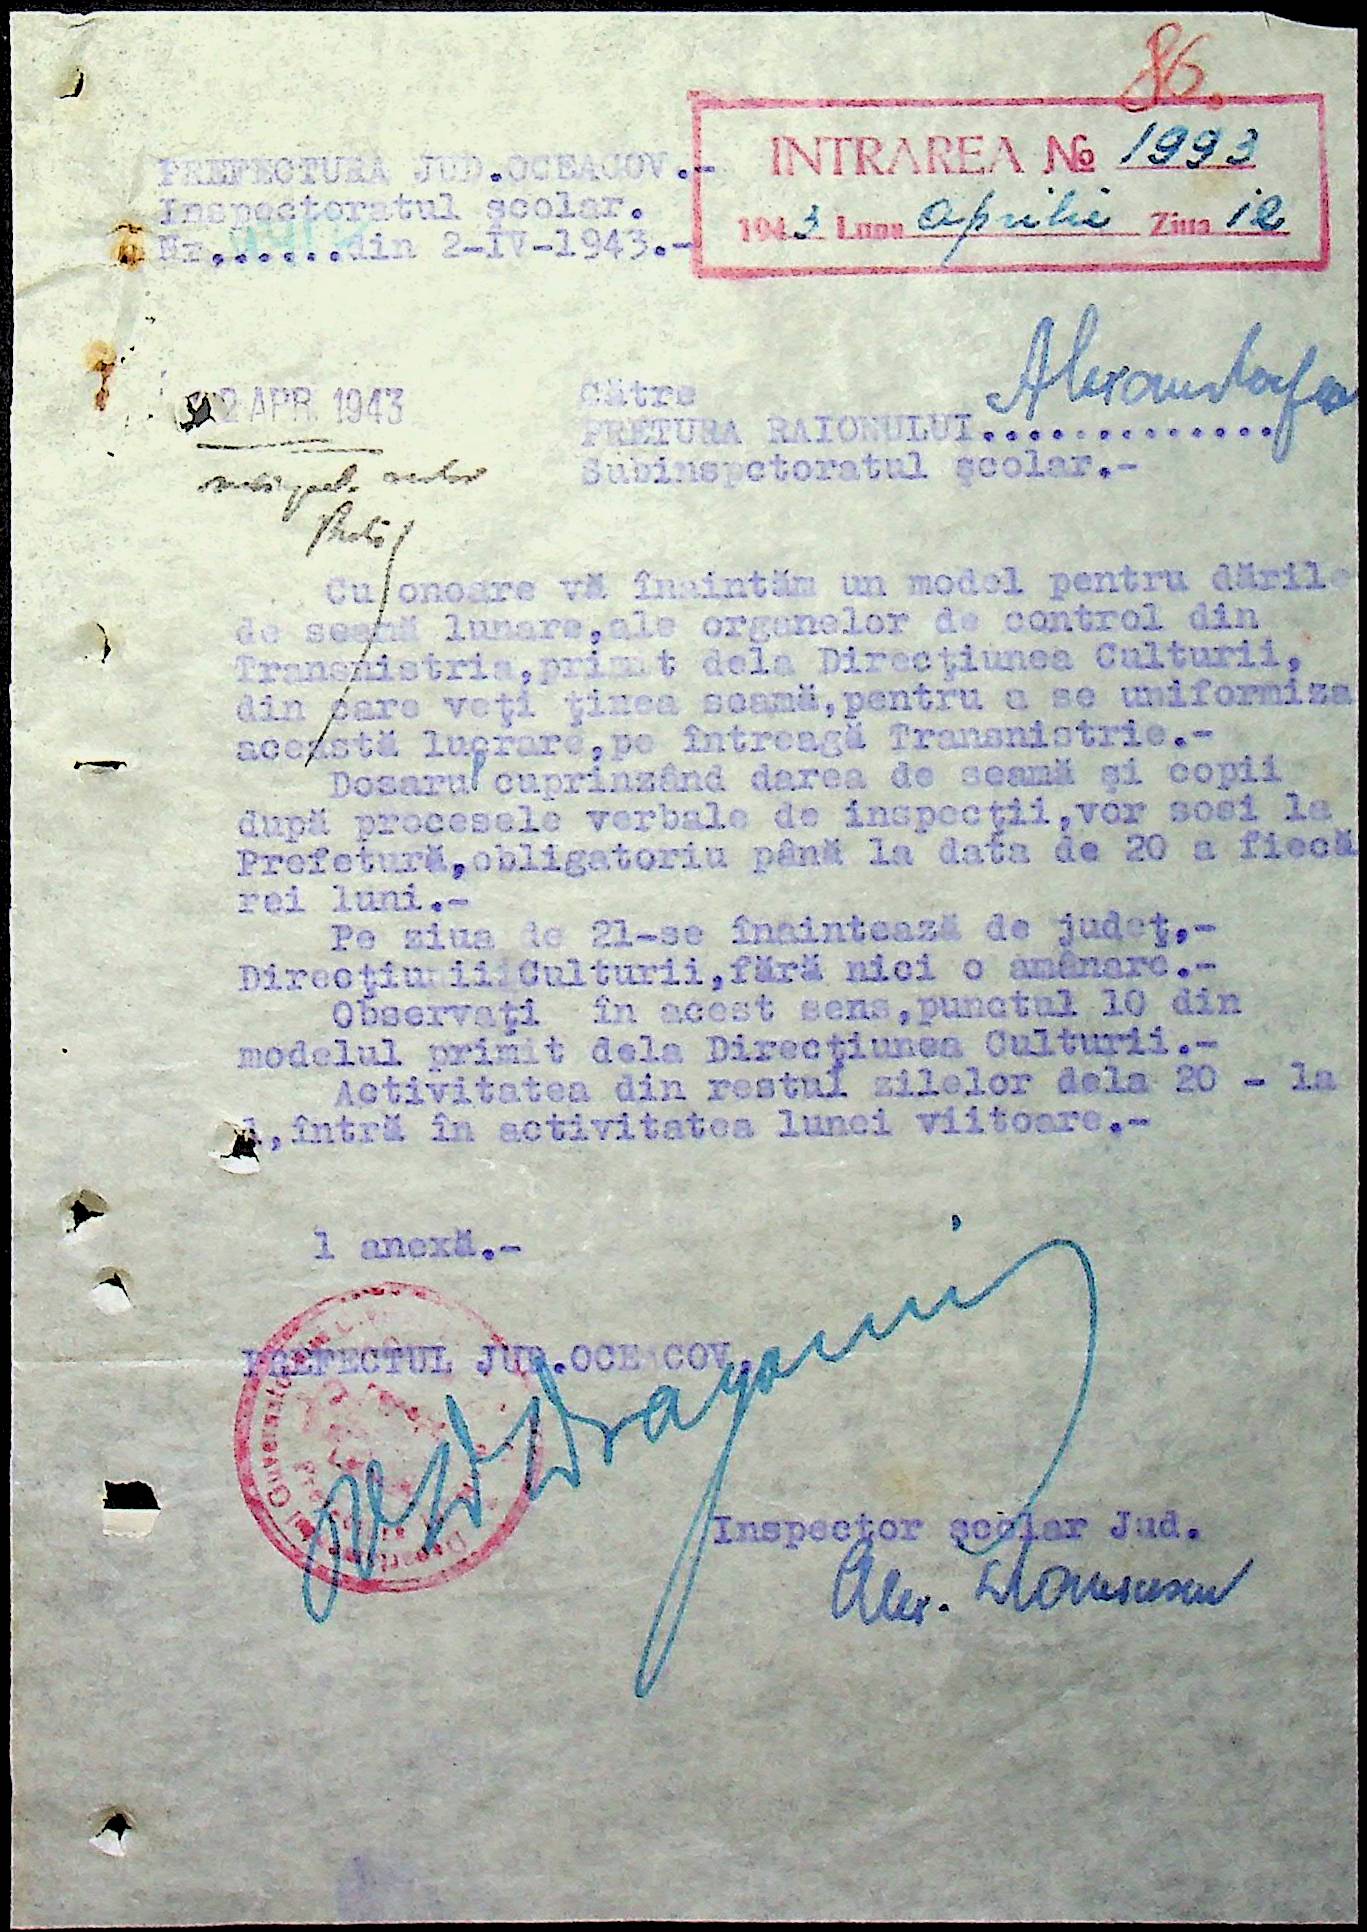 86.
INTRAREA № 1993
1943 Luna Aprilie Ziua 12
PREFECTURA JUD.OCEACOV.-
Inspectoratul şcolar.
Nr.......din 2-IV-1943.-
2 APR. 1943
Către
PRETURA RAIONULUI..............
Subinspectoratul şcolar.-
Cu onoare vă înaintăm un model pentru dările
de seamă lunare,ale organelor de control din
Transnistria,primit dela Direcţiunea Culturii,
din care veţi ţinea seamă,pentru a se uniformiza
această lucrare,pe întreagă Transnistrie.-
Dosarul cuprinzând darea de seamă şi copii
după procesele verbale de inspecţii,vor sosi la
Prefetură,obligatoriu până la data de 20 a fiecă
rei luni.-
Pe ziua de 21-se înaintează de judeţ,-
Direcţiunii Culturii,fără nici o amânare.-
Observaţi în acest sens,punctul 10 din
modelul primit dela Direcţiunea Culturii.-
Activitatea din restul zilelor dela 20 - la
1,întră în activitatea lunei viitoare.-
1 anexă.-
PREFECTUL JUD.OCEACOV.
Inspector şcolar Jud.
Alex.